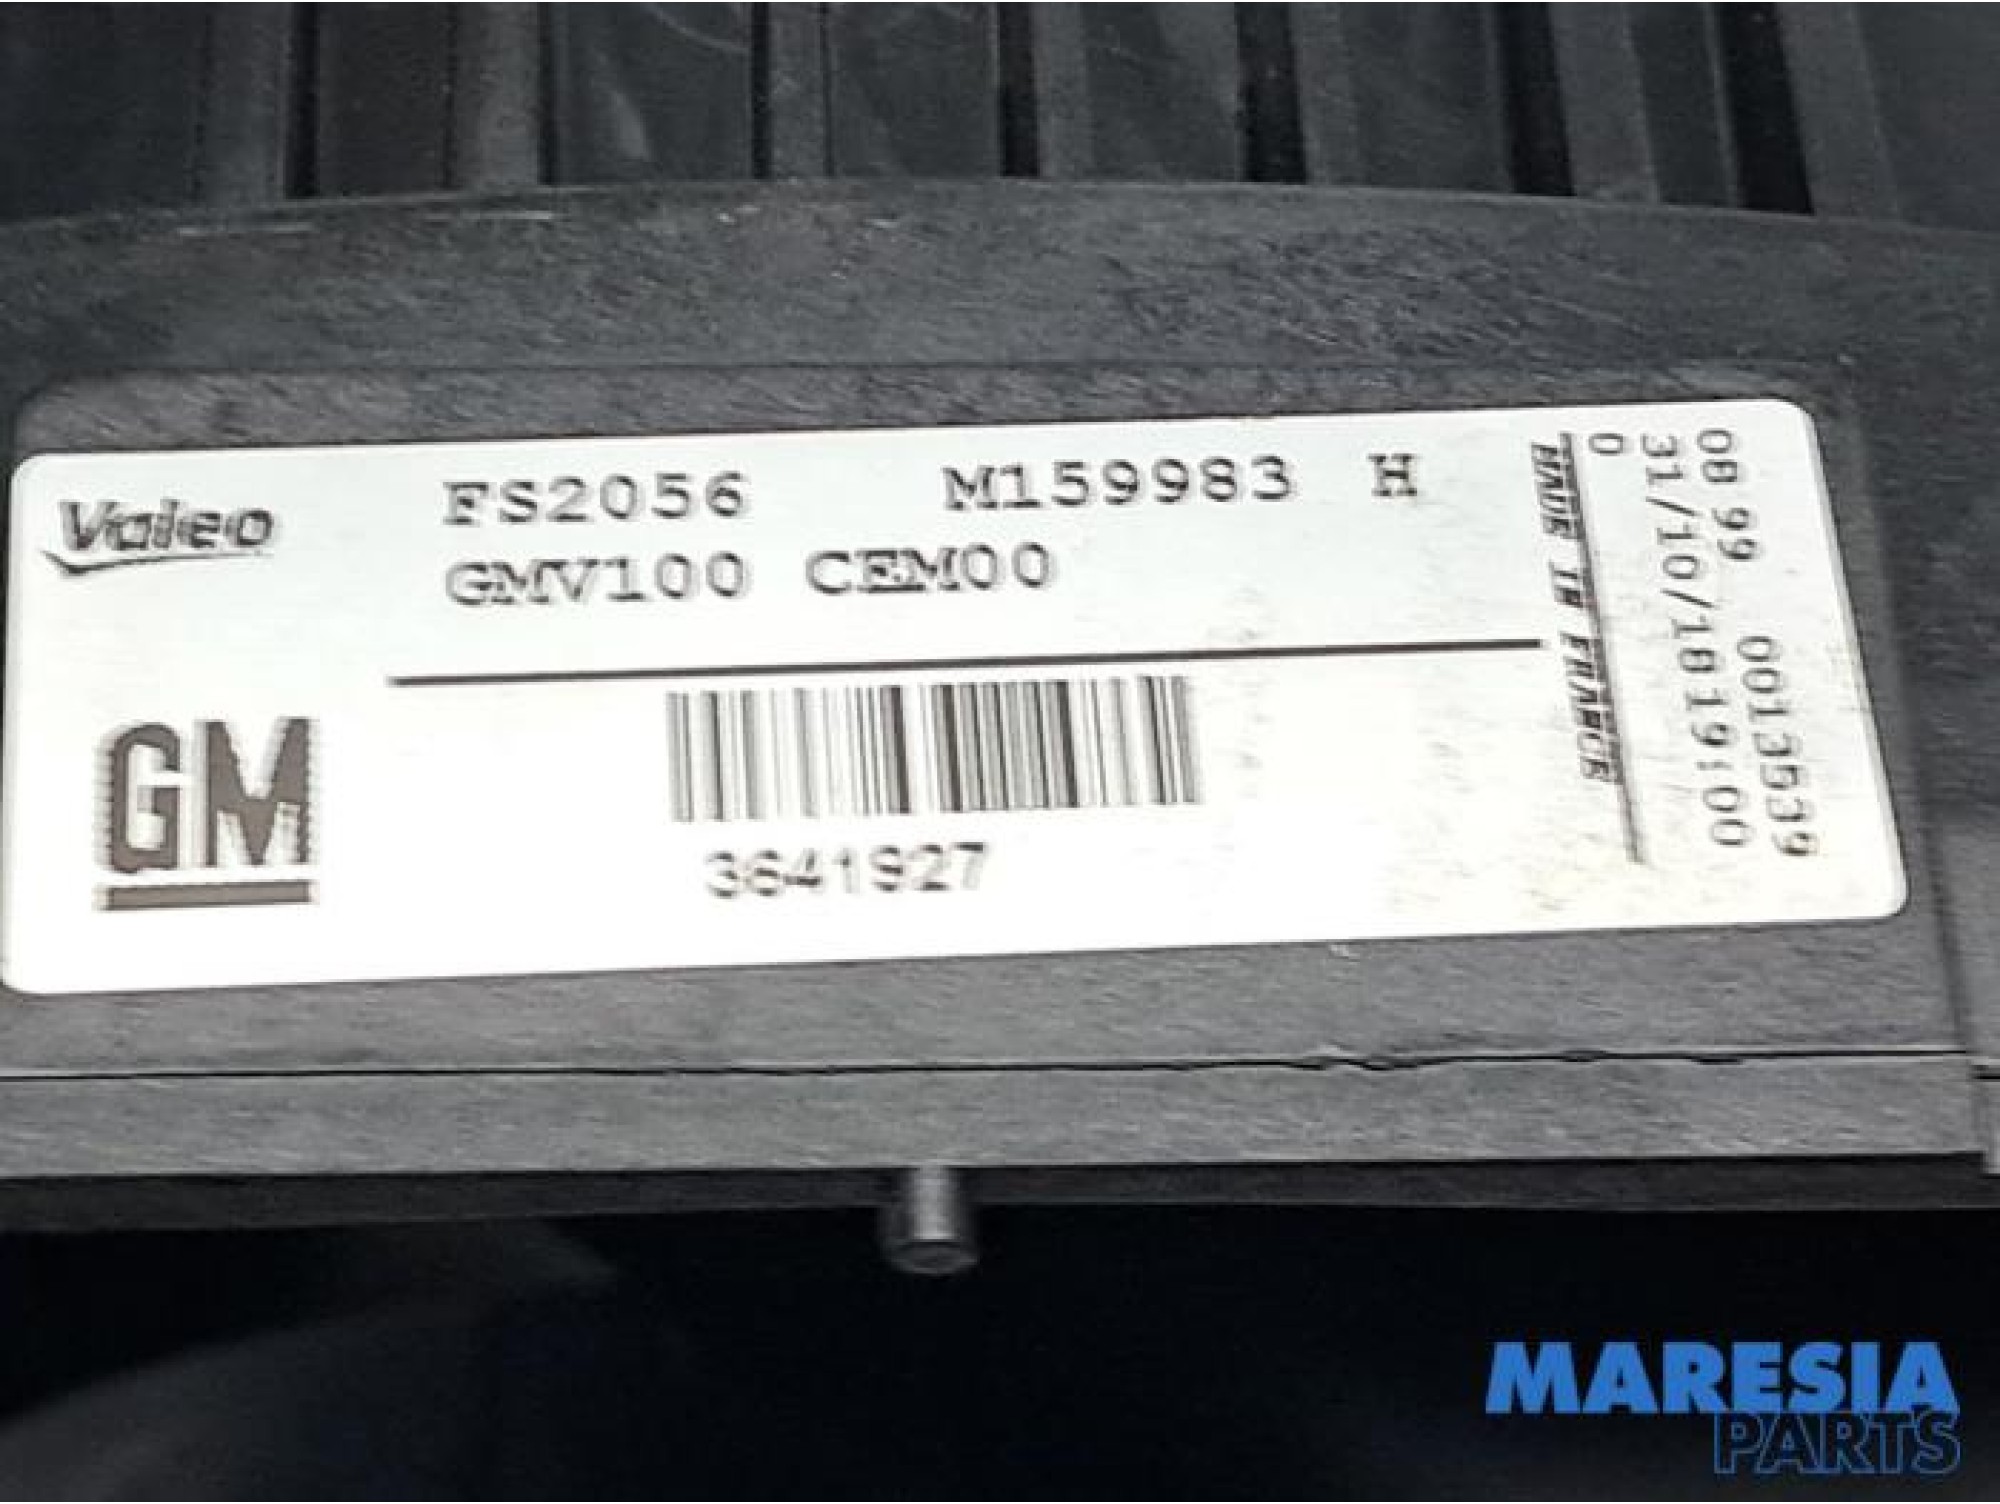 Valeo
FS2056 M159983 H
GMV100 CEM00
GM
3641927
MADE IN FRANCE
08 99 0013539
31/10/18 19:00
0
MARESIA
PARTS